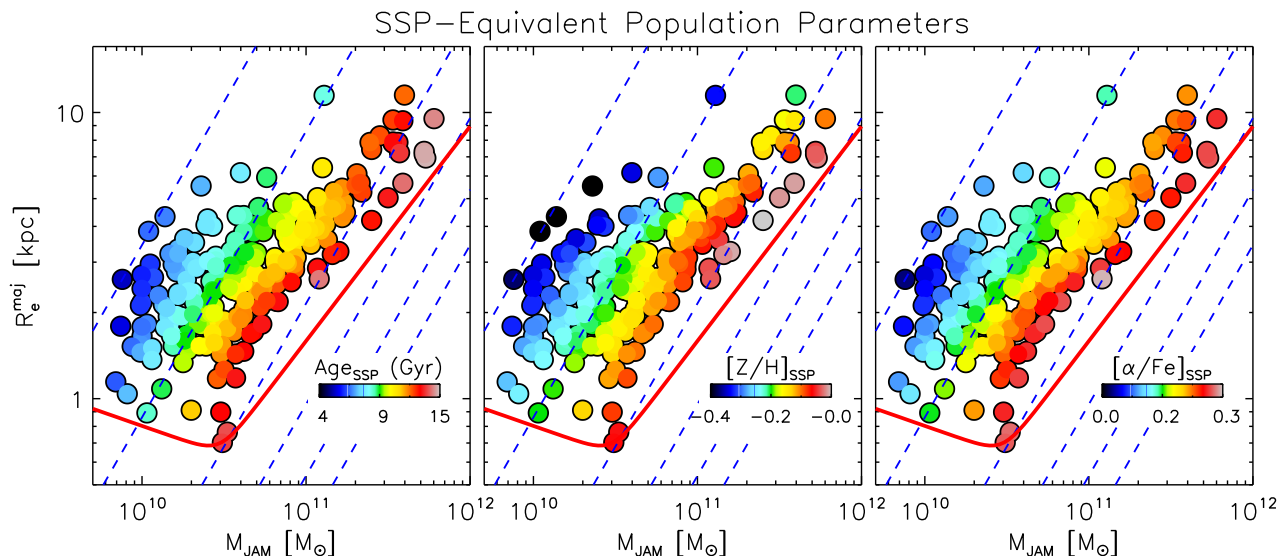 SSP-Equivalent Population Parameters
R_e^maj [kpc]
10
1
Age_SSP (Gyr)
4 9 15
[Z/H]_SSP
-0.4 -0.2 -0.0
[α/Fe]_SSP
0.0 0.2 0.3
10^10 10^11 10^12 10^10 10^11 10^12 10^10 10^11 10^12
M_JAM [M_⊙] M_JAM [M_⊙] M_JAM [M_⊙]